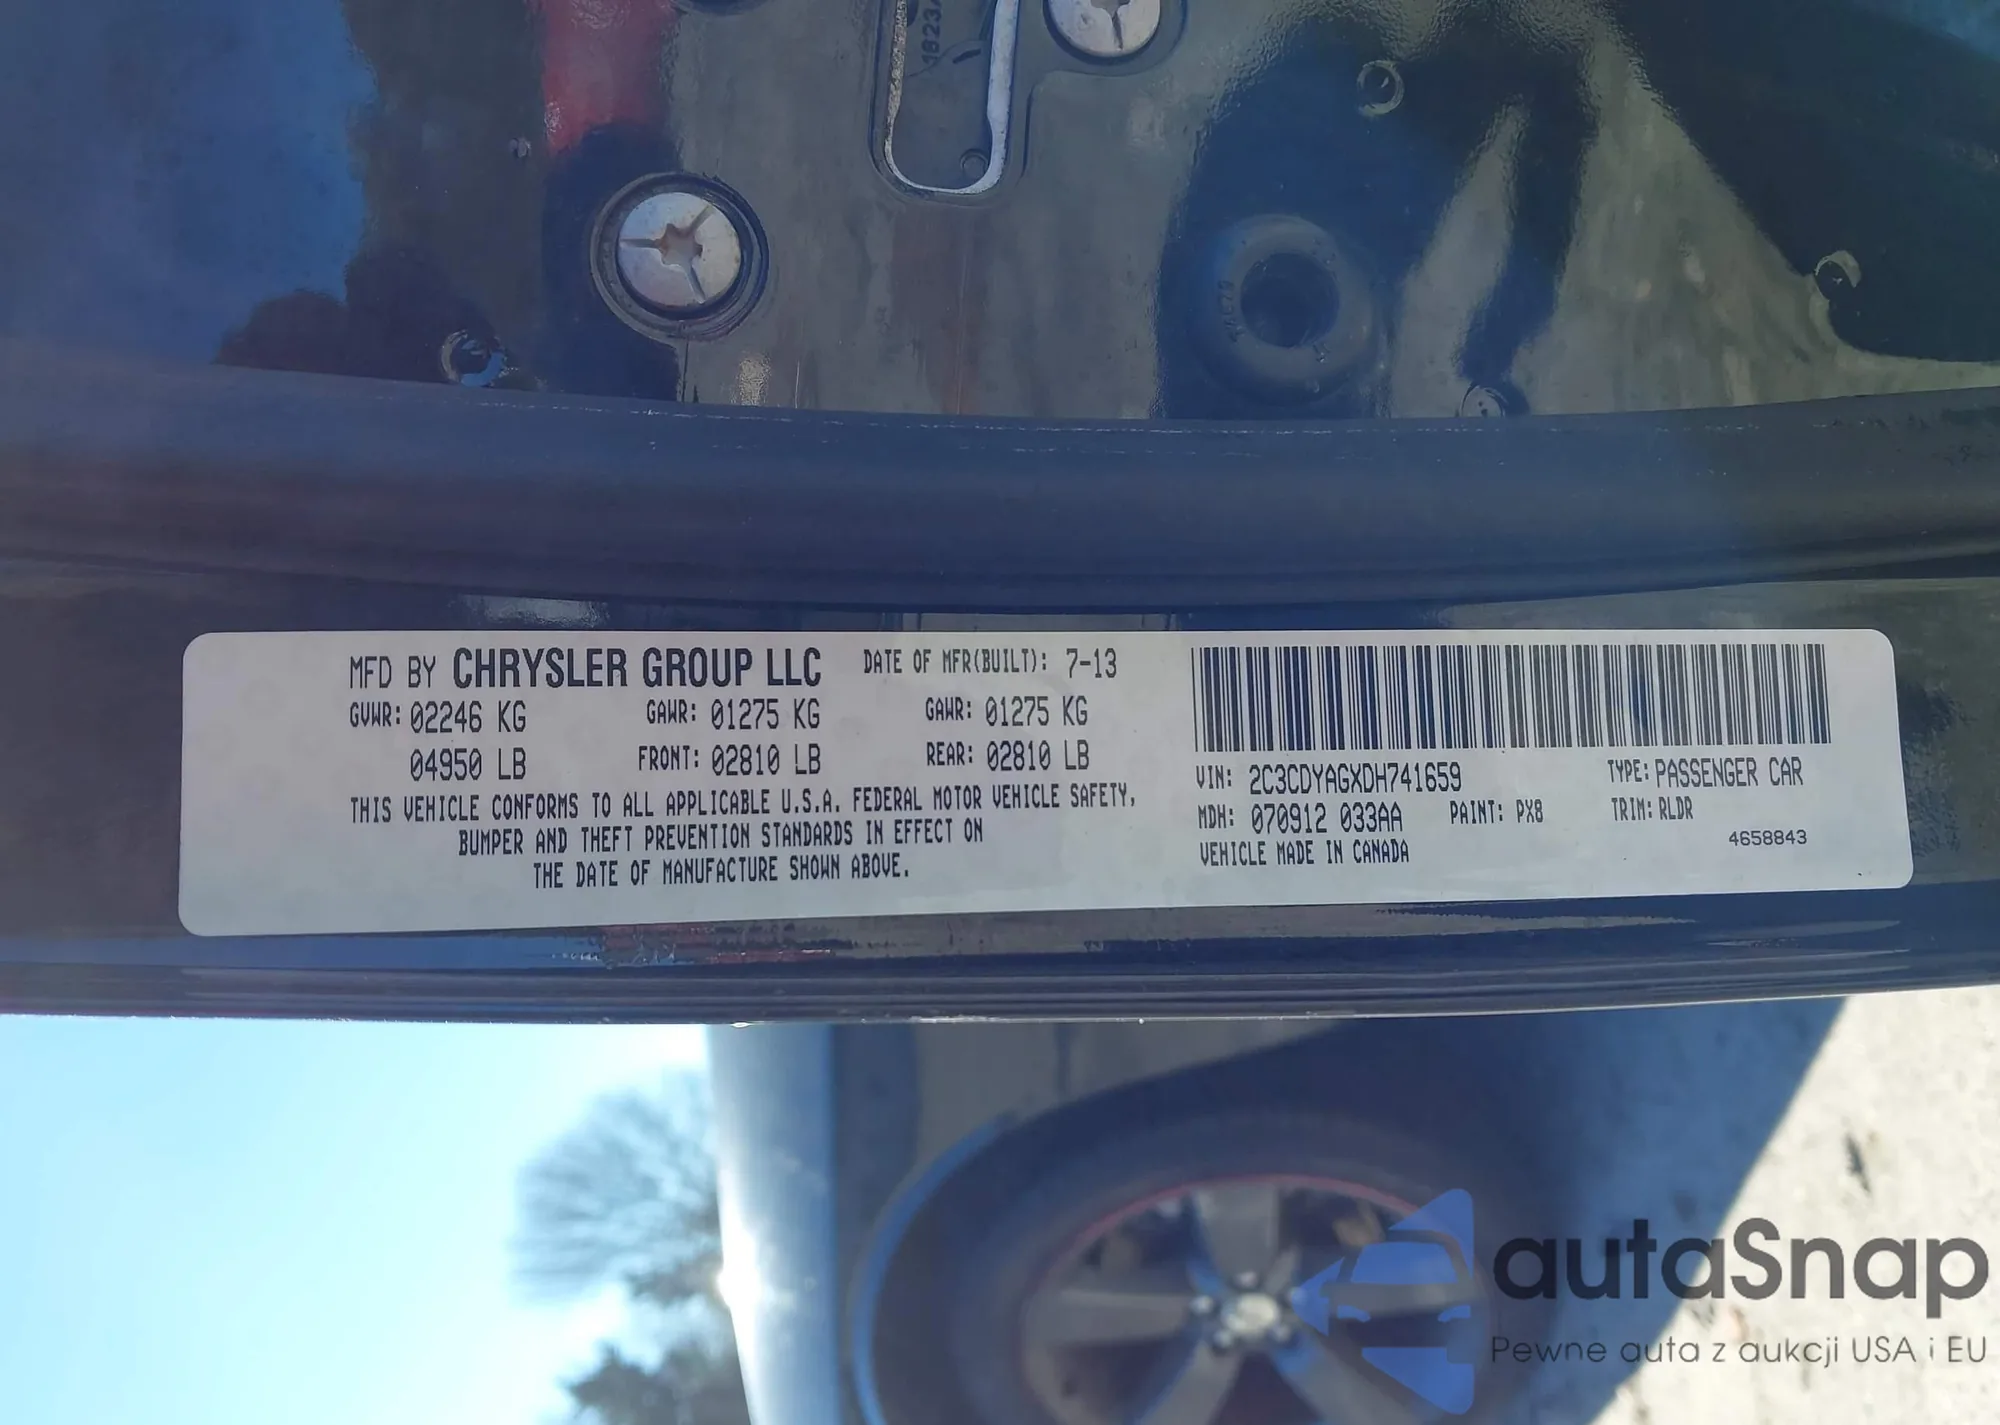 MFD BY CHRYSLER GROUP LLC DATE OF MFR(BUILT): 7-13
GVWR: 02246 KG GAWR: 01275 KG GAWR: 01275 KG
04950 LB FRONT: 02810 LB REAR: 02810 LB
THIS VEHICLE CONFORMS TO ALL APPLICABLE U.S.A. FEDERAL MOTOR VEHICLE SAFETY,
BUMPER AND THEFT PREVENTION STANDARDS IN EFFECT ON
THE DATE OF MANUFACTURE SHOWN ABOVE.
VIN: 2C3CDYAGXDH741659 TYPE: PASSENGER CAR
MDH: 070912 033AA PAINT: PX8 TRIM: RLDR
VEHICLE MADE IN CANADA 4658843
autaSnap
Pewne auta z aukcji USA i EU